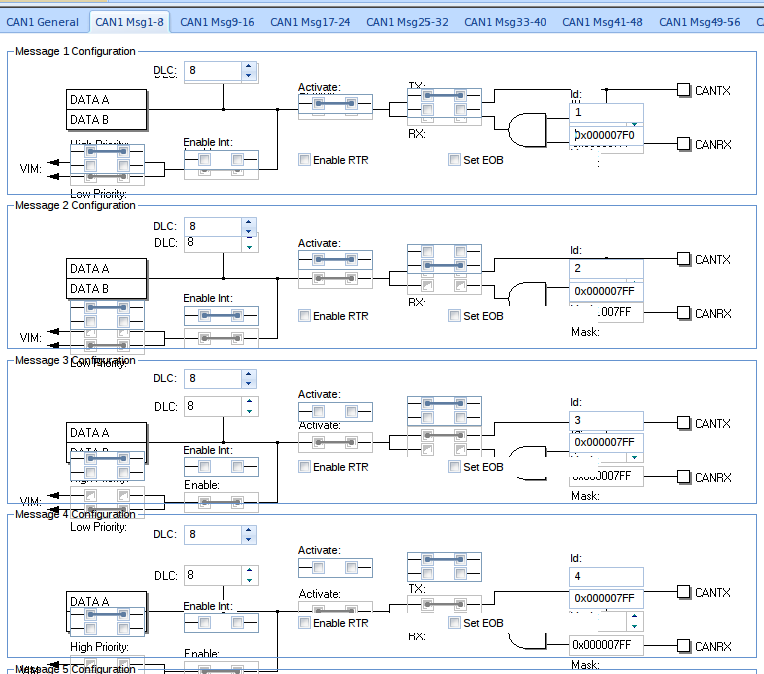 CAN1 General CAN1 Msg1-8 CAN1 Msg9-16 CAN1 Msg17-24 CAN1 Msg25-32 CAN1 Msg33-40 CAN1 Msg41-48 CAN1 Msg49-56
Message 1 Configuration
DLC: 8
Activate: TX: Id:
CANTX
DATA A
1
DATA B
0x000007F0
RX:
High Priority: Enable Int:
CANRX
Enable RTR Set EOB
VIM:
Low Priority:
Message 2 Configuration
DLC: 8
DLC: 8
Activate: Id:
CANTX
DATA A
2
DATA B
0x000007FF
Enable Int: RX:
CANRX
Enable RTR Set EOB
VIM: Mask:
Low Priority:
Message 3 Configuration
DLC: 8
Activate: Id:
DLC: 8
3
CANTX
Activate:
DATA A
0x000007FF
Enable Int:
Enable RTR Set EOB
CANRX
Enable:
VIM: Mask:
Message 4 Configuration
Low Priority:
DLC: 8
Activate: Id:
DLC: 8
4
TX:
CANTX
Activate:
DATA A
0x000007FF
Enable Int:
Enable RTR Set EOB
RX:
High Priority: 0x000007FF CANRX
Enable:
Mask:
VIM:
Message 5 Configuration